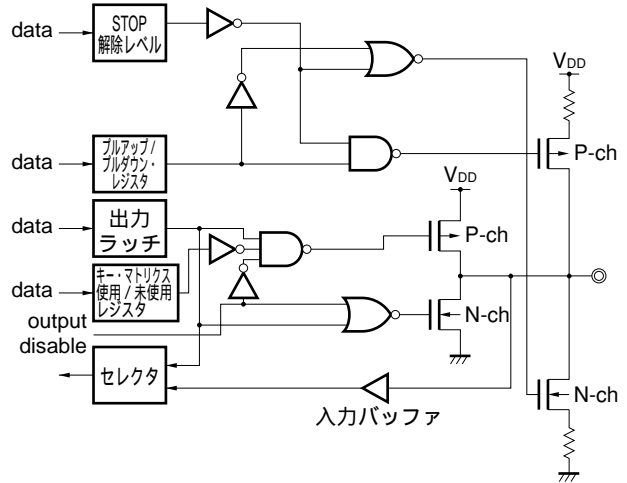 data
STOP
解除レベル
VDD
P-ch
data
プルアップ/
プルダウン・
レジスタ
VDD
data
出力
ラッチ
P-ch
data
キー・マトリクス
使用/未使用
レジスタ
output
disable
N-ch
セレクタ
入力バッファ
N-ch